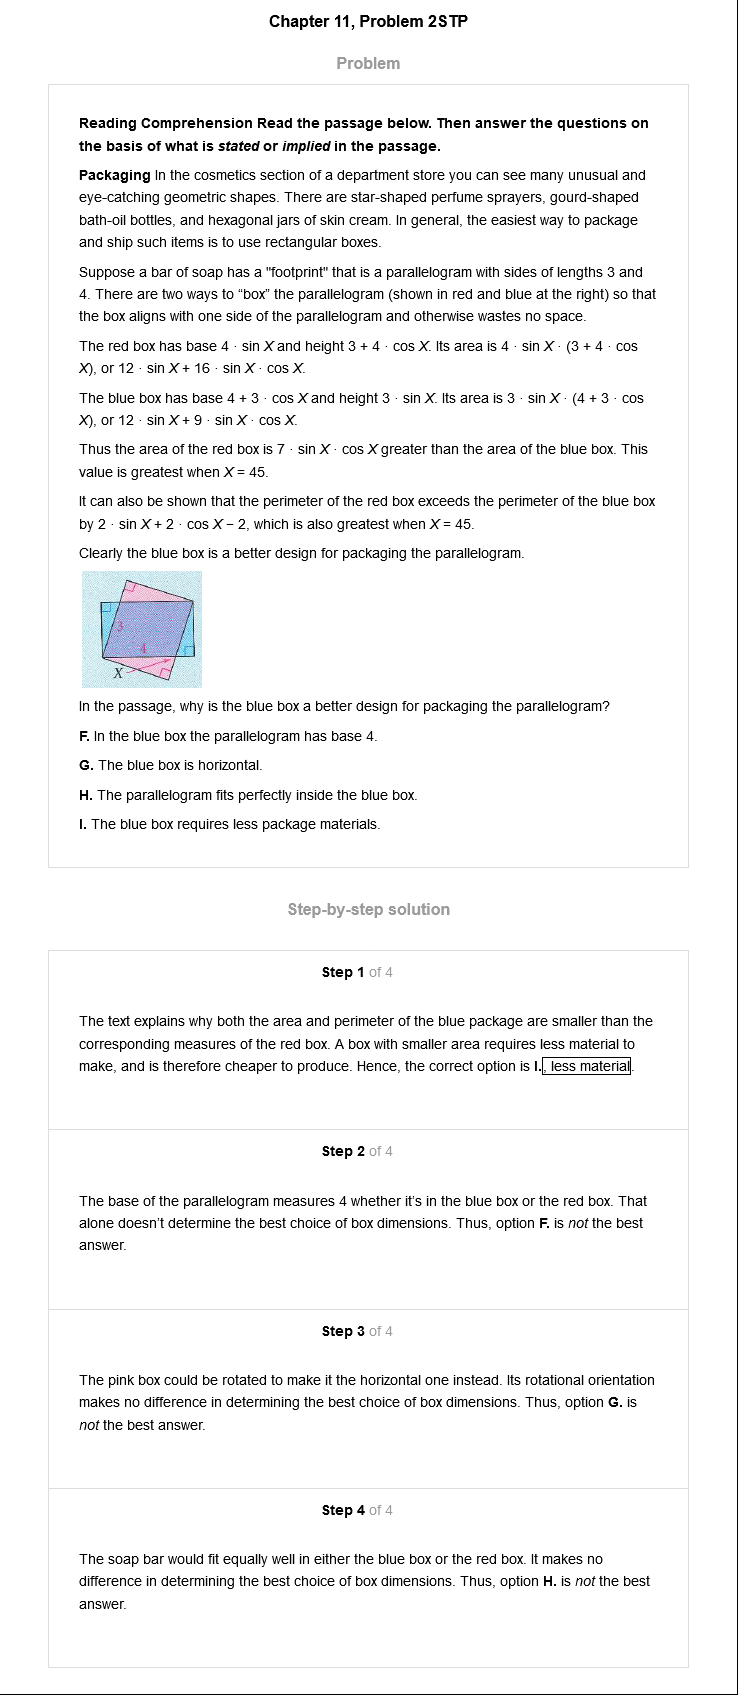 Chapter 11, Problem 2STP
Problem
Reading Comprehension Read the passage below. Then answer the questions on
the basis of what is stated or implied in the passage.
Packaging In the cosmetics section of a department store you can see many unusual and
eye-catching geometric shapes. There are star-shaped perfume sprayers, gourd-shaped
bath-oil bottles, and hexagonal jars of skin cream. In general, the easiest way to package
and ship such items is to use rectangular boxes.
Suppose a bar of soap has a "footprint" that is a parallelogram with sides of lengths 3 and
4. There are two ways to “box” the parallelogram (shown in red and blue at the right) so that
the box aligns with one side of the parallelogram and otherwise wastes no space.
The red box has base 4 · sin X and height 3 + 4 · cos X. Its area is 4 · sin X · (3 + 4 · cos
X), or 12 · sin X + 16 · sin X · cos X.
The blue box has base 4 + 3 · cos X and height 3 · sin X. Its area is 3 · sin X · (4 + 3 · cos
X), or 12 · sin X + 9 · sin X · cos X.
Thus the area of the red box is 7 · sin X · cos X greater than the area of the blue box. This
value is greatest when X = 45.
It can also be shown that the perimeter of the red box exceeds the perimeter of the blue box
by 2 · sin X + 2 · cos X − 2, which is also greatest when X = 45.
Clearly the blue box is a better design for packaging the parallelogram.
3
4
X
In the passage, why is the blue box a better design for packaging the parallelogram?
F. In the blue box the parallelogram has base 4.
G. The blue box is horizontal.
H. The parallelogram fits perfectly inside the blue box.
I. The blue box requires less package materials.
Step-by-step solution
Step 1 of 4
The text explains why both the area and perimeter of the blue package are smaller than the
corresponding measures of the red box. A box with smaller area requires less material to
make, and is therefore cheaper to produce. Hence, the correct option is I., less material.
Step 2 of 4
The base of the parallelogram measures 4 whether it’s in the blue box or the red box. That
alone doesn’t determine the best choice of box dimensions. Thus, option F. is not the best
answer.
Step 3 of 4
The pink box could be rotated to make it the horizontal one instead. Its rotational orientation
makes no difference in determining the best choice of box dimensions. Thus, option G. is
not the best answer.
Step 4 of 4
The soap bar would fit equally well in either the blue box or the red box. It makes no
difference in determining the best choice of box dimensions. Thus, option H. is not the best
answer.